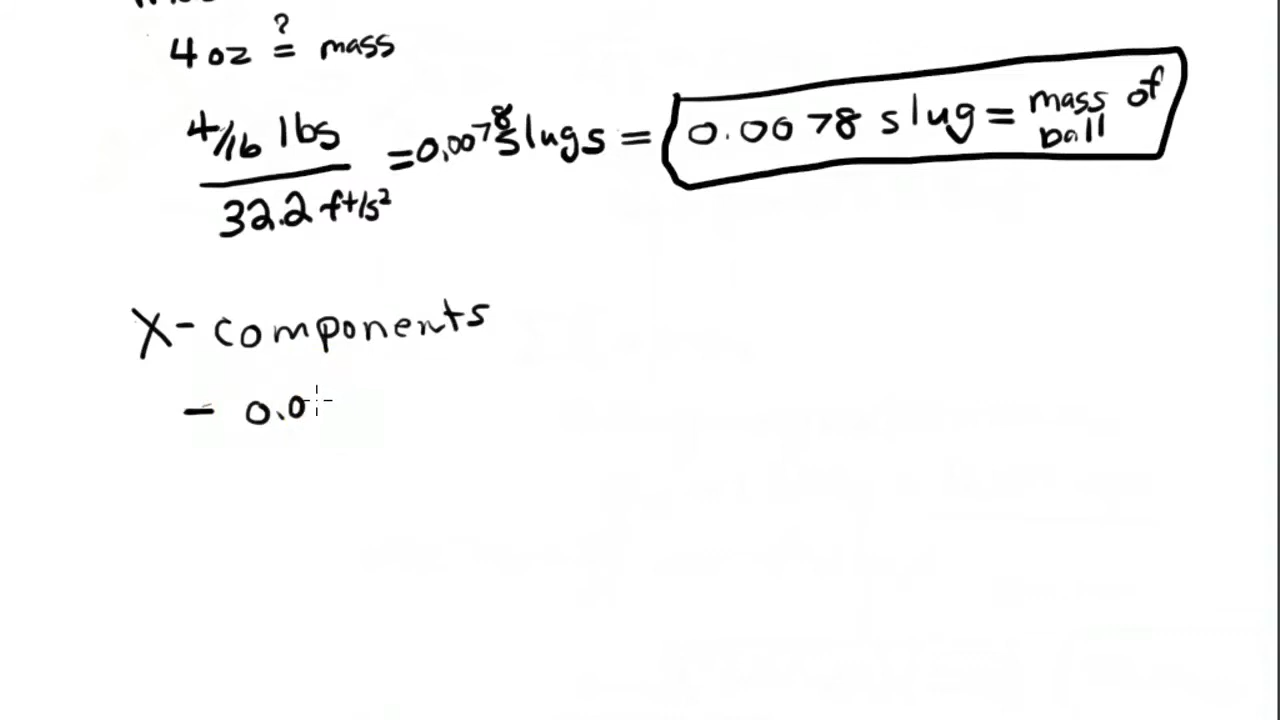 4 oz ?= mass
4/16 lbs
32.2 ft/s² = 0.0078 slugs = 0.0078 slug = mass of ball
X- components
- 0.0